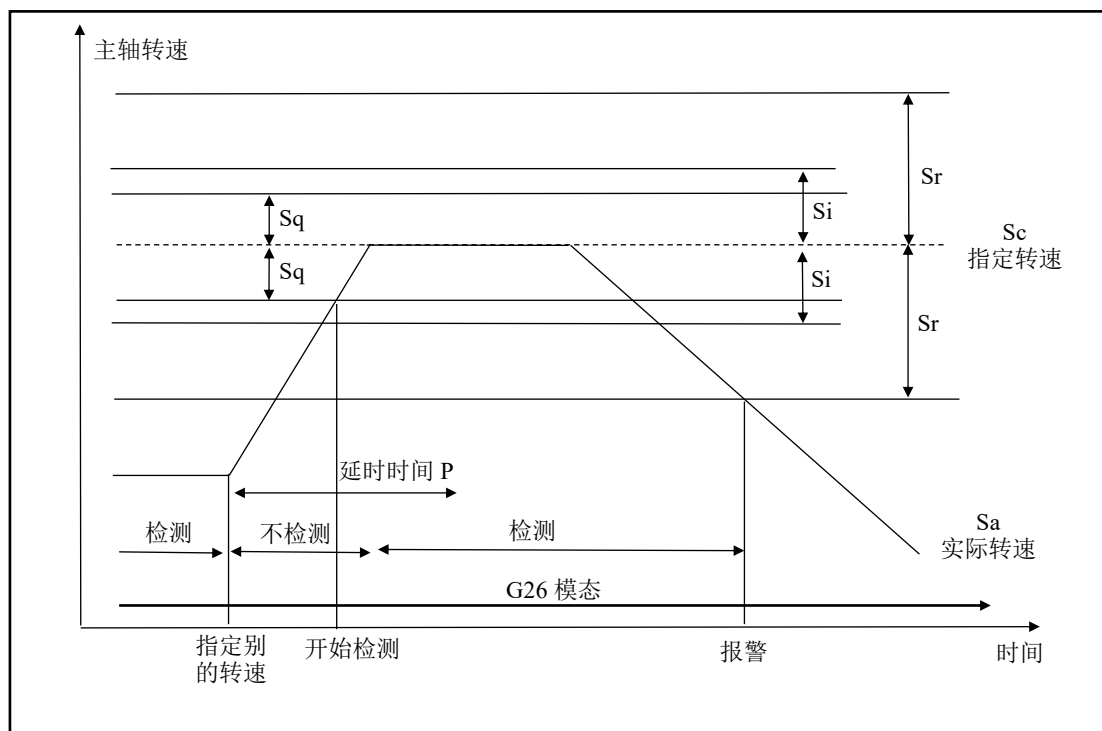 主轴转速
Sr
Si
Sq
Sc
指定转速
Sq
Si
Sr
延时时间 P
检测
不检测
检测
Sa
实际转速
G26 模态
指定别
的转速
开始检测
报警
时间